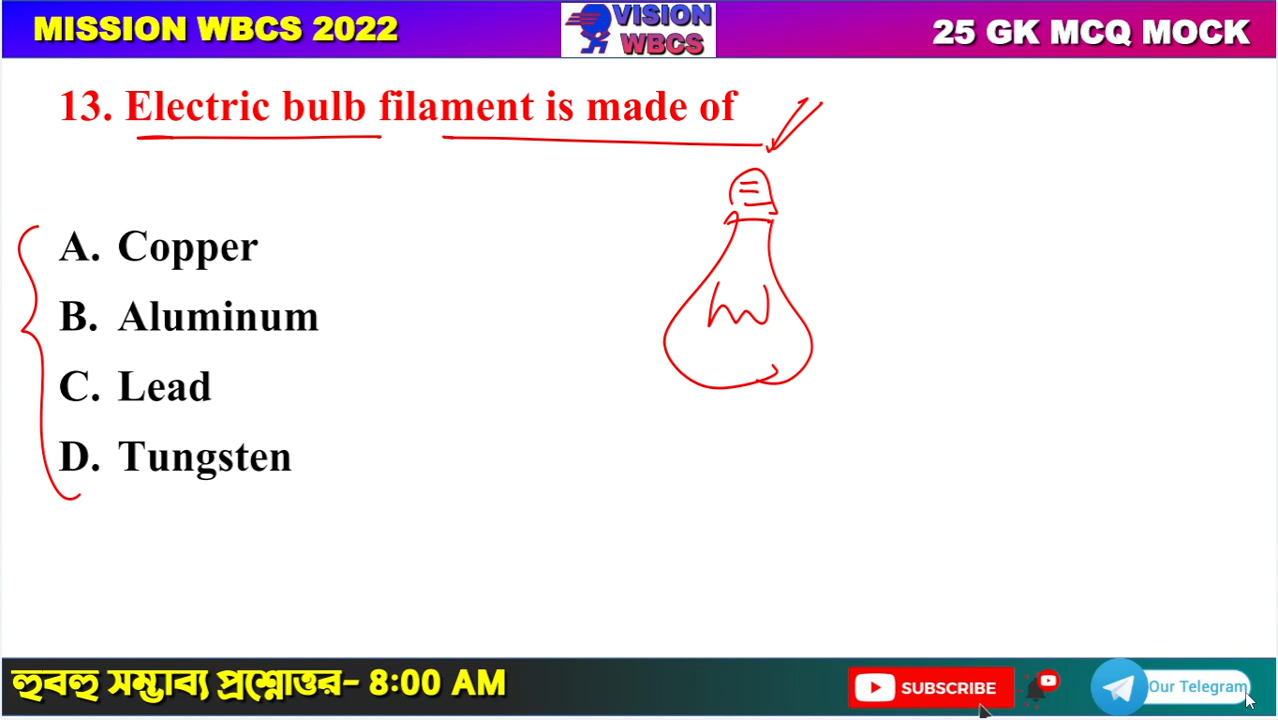 MISSION WBCS 2022
VISION
WBCS
25 GK MCQ MOCK
13. Electric bulb filament is made of
A. Copper
B. Aluminum
C. Lead
D. Tungsten
হুবহু সম্ভাব্য প্রশ্নোত্তর- 8:00 AM
SUBSCRIBE
Our Telegram